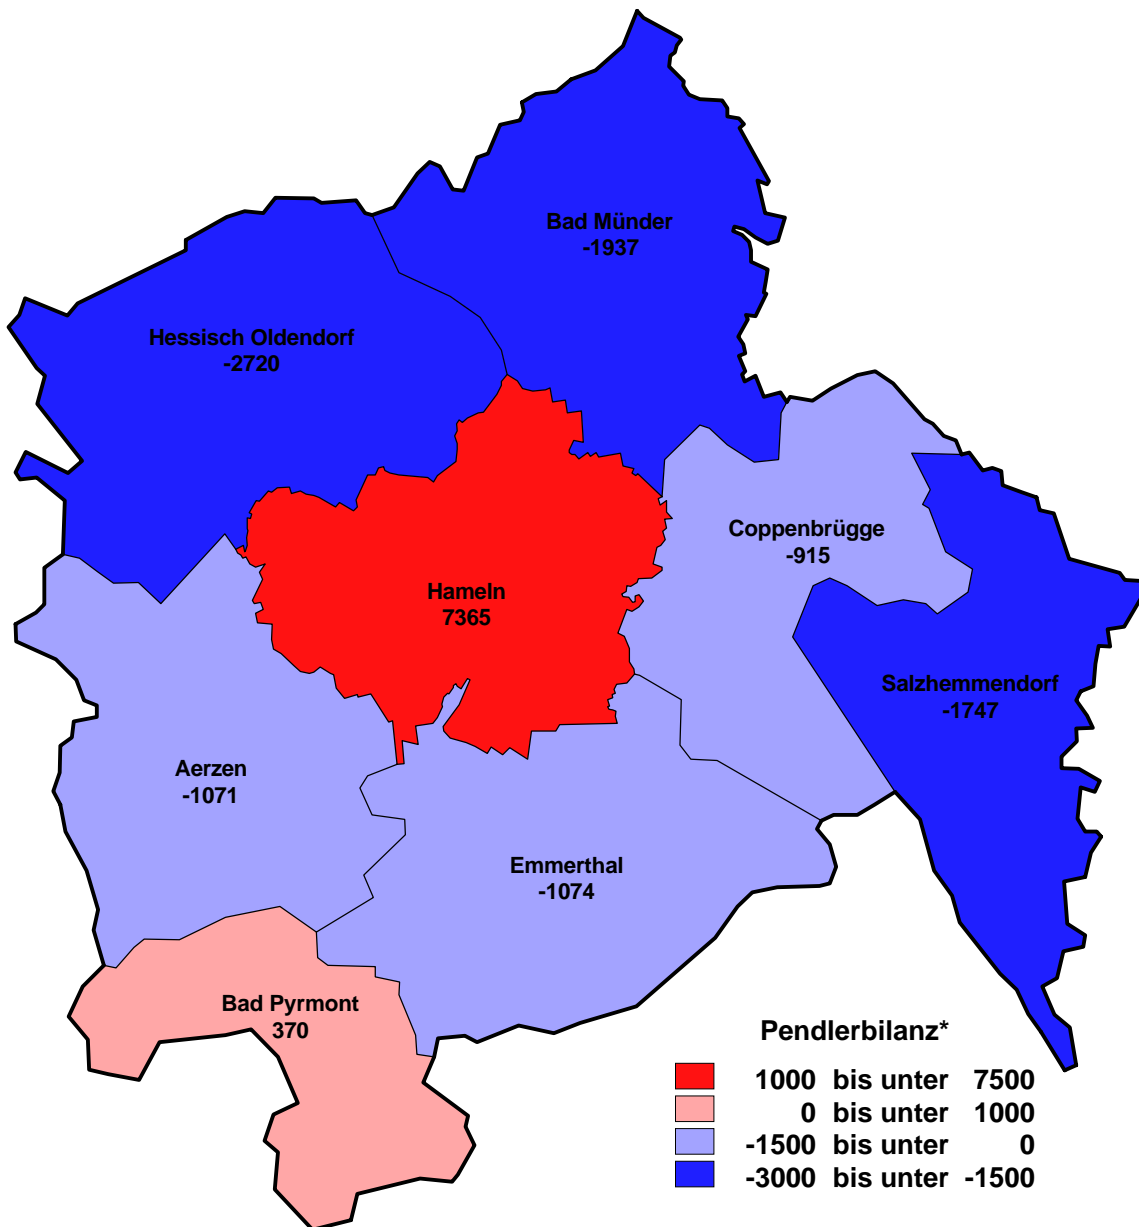 Bad Münder
-1937
Hessisch Oldendorf
-2720
Coppenbrügge
-915
Hameln
7365
Salzhemmendorf
-1747
Aerzen
-1071
Emmerthal
-1074
Bad Pyrmont
370
Pendlerbilanz*
1000 bis unter 7500
0 bis unter 1000
-1500 bis unter 0
-3000 bis unter -1500